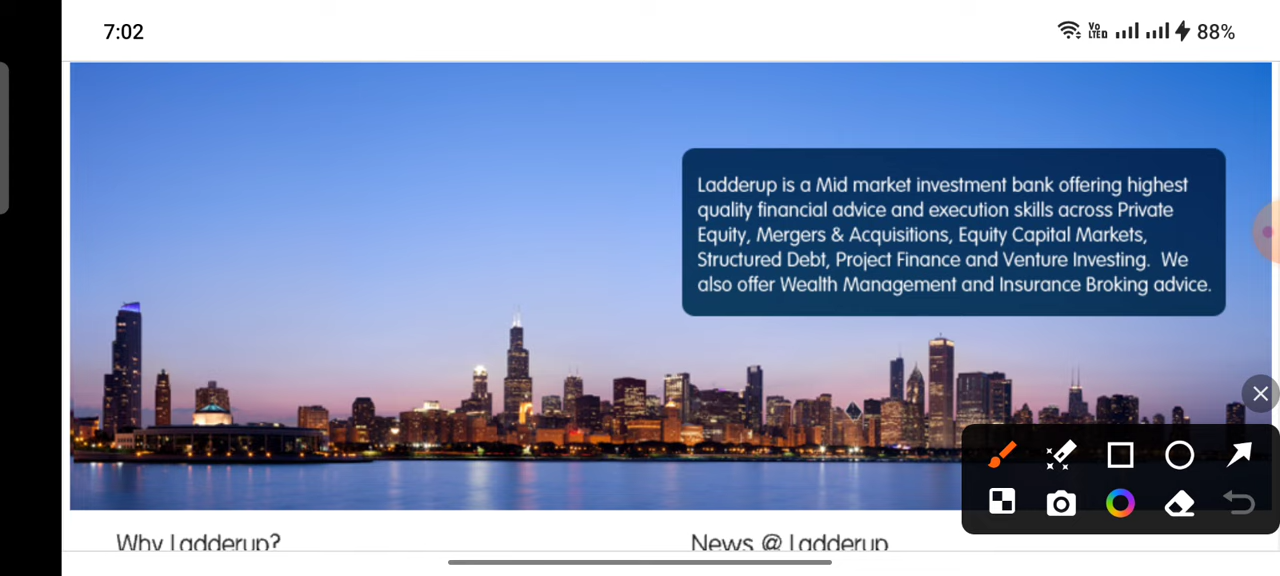 7:02
Vo
LTED
88%
Ladderup is a Mid market investment bank offering highest
quality financial advice and execution skills across Private
Equity, Mergers & Acquisitions, Equity Capital Markets,
Structured Debt, Project Finance and Venture Investing. We
also offer Wealth Management and Insurance Broking advice.
Why Ladderup?
News @ Ladderup